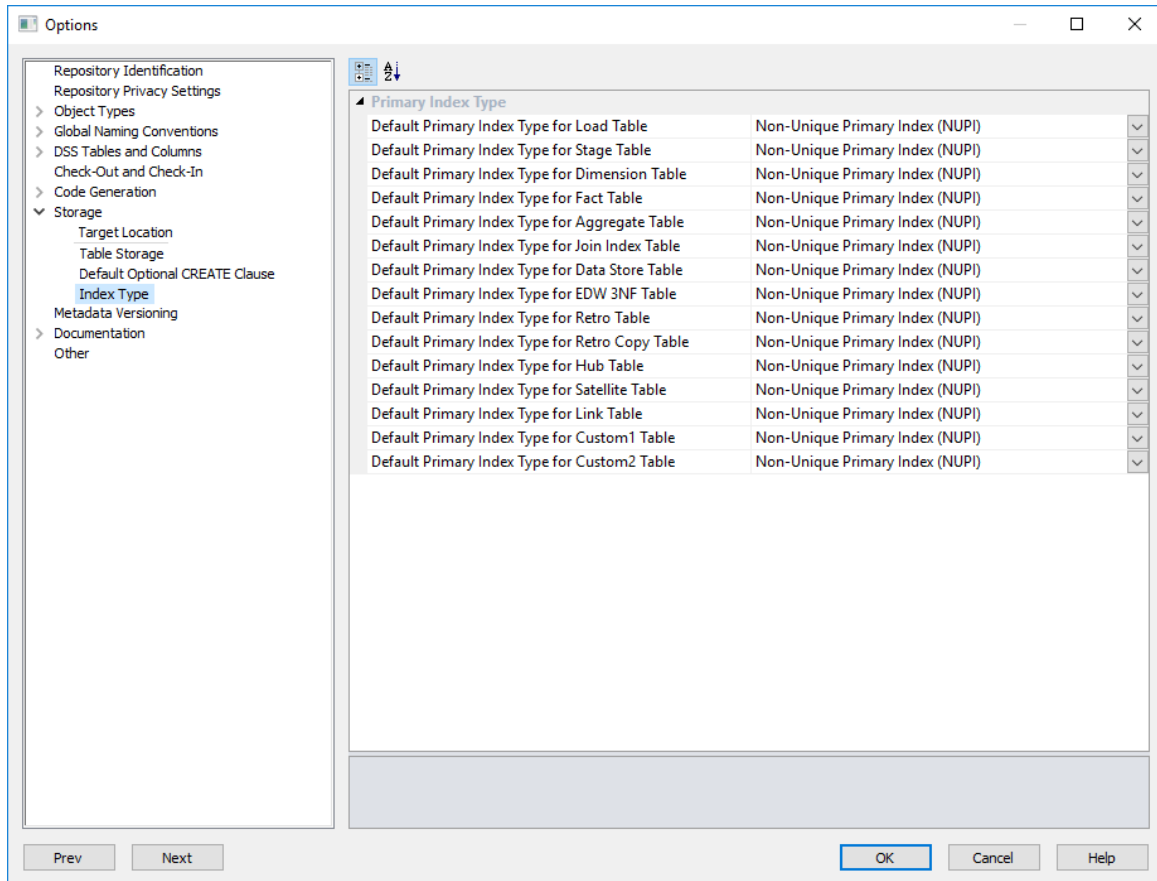 Options
Repository Identification
Repository Privacy Settings
Object Types
Global Naming Conventions
DSS Tables and Columns
Check-Out and Check-In
Code Generation
Storage
Target Location
Table Storage
Default Optional CREATE Clause
Index Type
Metadata Versioning
Documentation
Other
Primary Index Type
Default Primary Index Type for Load Table Non-Unique Primary Index (NUPI)
Default Primary Index Type for Stage Table Non-Unique Primary Index (NUPI)
Default Primary Index Type for Dimension Table Non-Unique Primary Index (NUPI)
Default Primary Index Type for Fact Table Non-Unique Primary Index (NUPI)
Default Primary Index Type for Aggregate Table Non-Unique Primary Index (NUPI)
Default Primary Index Type for Join Index Table Non-Unique Primary Index (NUPI)
Default Primary Index Type for Data Store Table Non-Unique Primary Index (NUPI)
Default Primary Index Type for EDW 3NF Table Non-Unique Primary Index (NUPI)
Default Primary Index Type for Retro Table Non-Unique Primary Index (NUPI)
Default Primary Index Type for Retro Copy Table Non-Unique Primary Index (NUPI)
Default Primary Index Type for Hub Table Non-Unique Primary Index (NUPI)
Default Primary Index Type for Satellite Table Non-Unique Primary Index (NUPI)
Default Primary Index Type for Link Table Non-Unique Primary Index (NUPI)
Default Primary Index Type for Custom1 Table Non-Unique Primary Index (NUPI)
Default Primary Index Type for Custom2 Table Non-Unique Primary Index (NUPI)
Prev Next OK Cancel Help